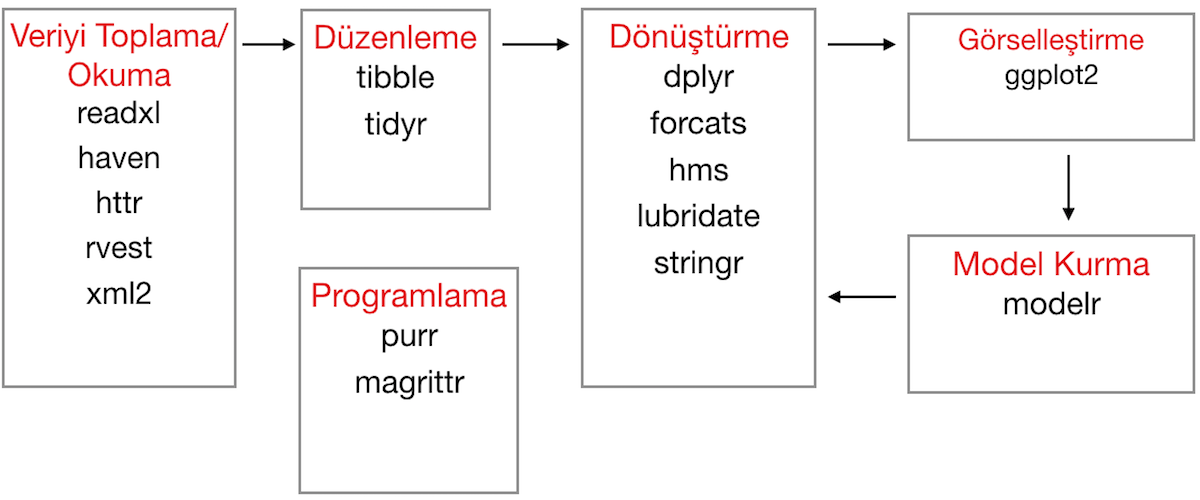 Veriyi Toplama/
Okuma
readxl
haven
httr
rvest
xml2
Düzenleme
tibble
tidyr
Programlama
purr
magrittr
Dönüştürme
dplyr
forcats
hms
lubridate
stringr
Görselleştirme
ggplot2
Model Kurma
modelr